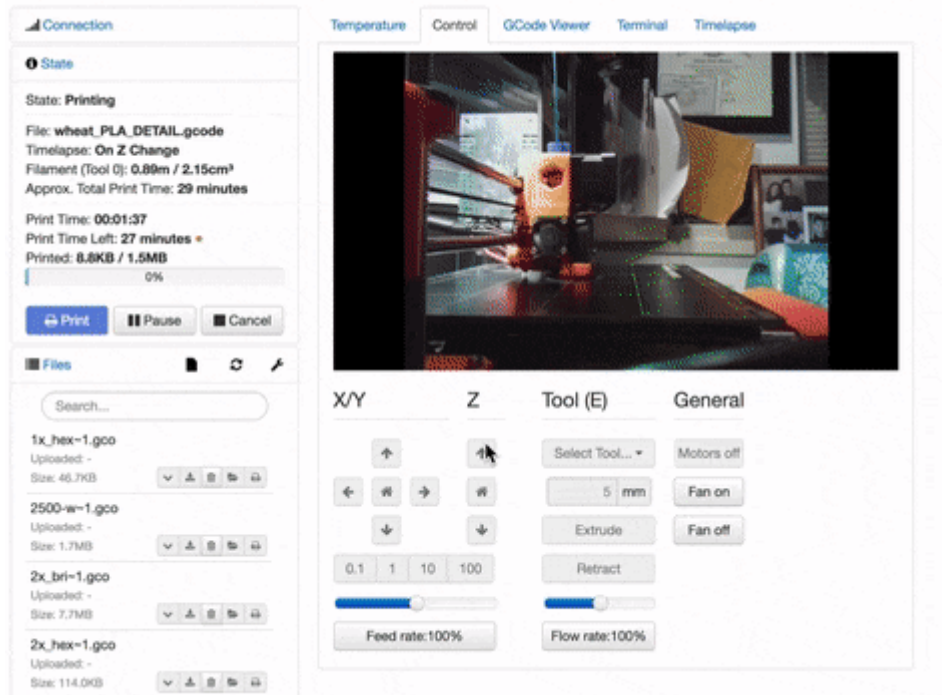 Connection
State
State: Printing
File: wheat_PLA_DETAIL.gcode
Timelapse: On Z Change
Filament (Tool 0): 0.89m / 2.15cm³
Approx. Total Print Time: 29 minutes
Print Time: 00:01:37
Print Time Left: 27 minutes
Printed: 8.8KB / 1.5MB
0%
Print Pause Cancel
Files
Search...
1x_hex~1.gco
Uploaded: -
Size: 46.7KB
2500-w~1.gco
Uploaded: -
Size: 1.7MB
2x_bri~1.gco
Uploaded: -
Size: 7.7MB
2x_hex~1.gco
Uploaded: -
Size: 114.0KB
Temperature Control GCode Viewer Terminal Timelapse
X/Y Z Tool (E) General
Select Tool... Motors off
5 mm Fan on
Extrude Fan off
0.1 1 10 100 Retract
Feed rate:100% Flow rate:100%